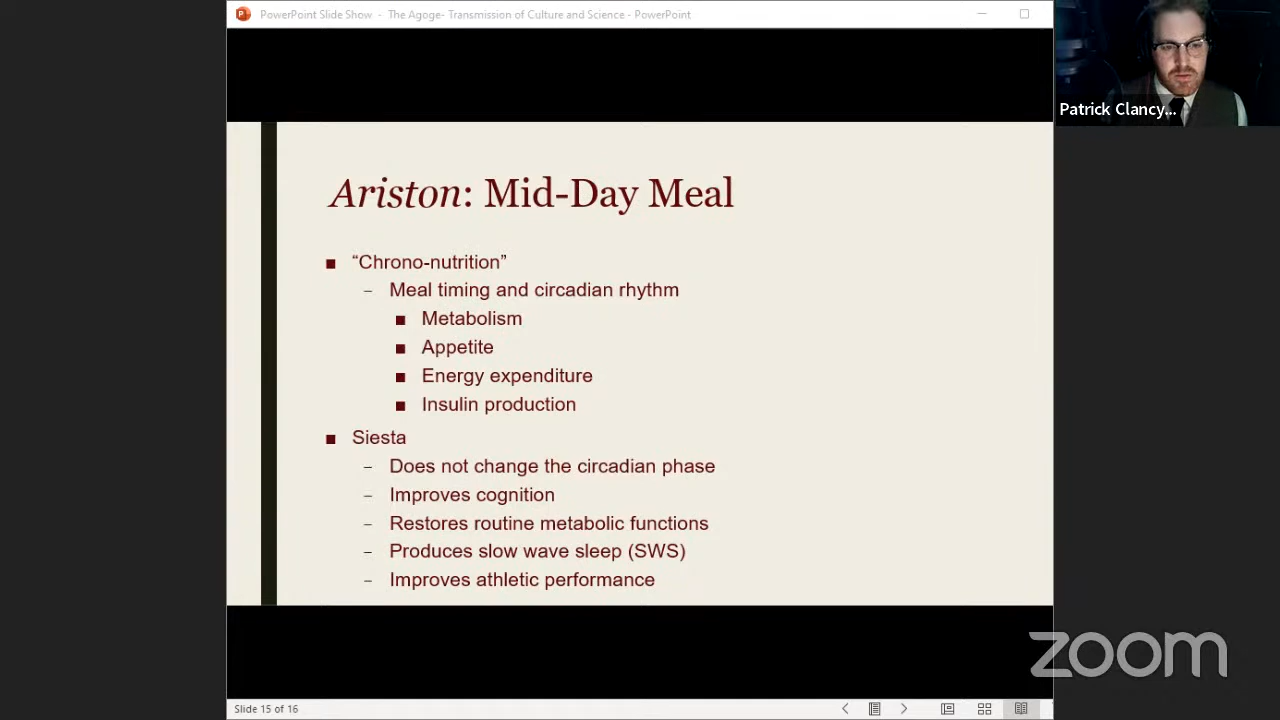 PowerPoint Slide Show - The Agoge- Transmission of Culture and Science - PowerPoint
Patrick Clancy...
Ariston: Mid-Day Meal
“Chrono-nutrition”
Meal timing and circadian rhythm
Metabolism
Appetite
Energy expenditure
Insulin production
Siesta
Does not change the circadian phase
Improves cognition
Restores routine metabolic functions
Produces slow wave sleep (SWS)
Improves athletic performance
zoom
Slide 15 of 16